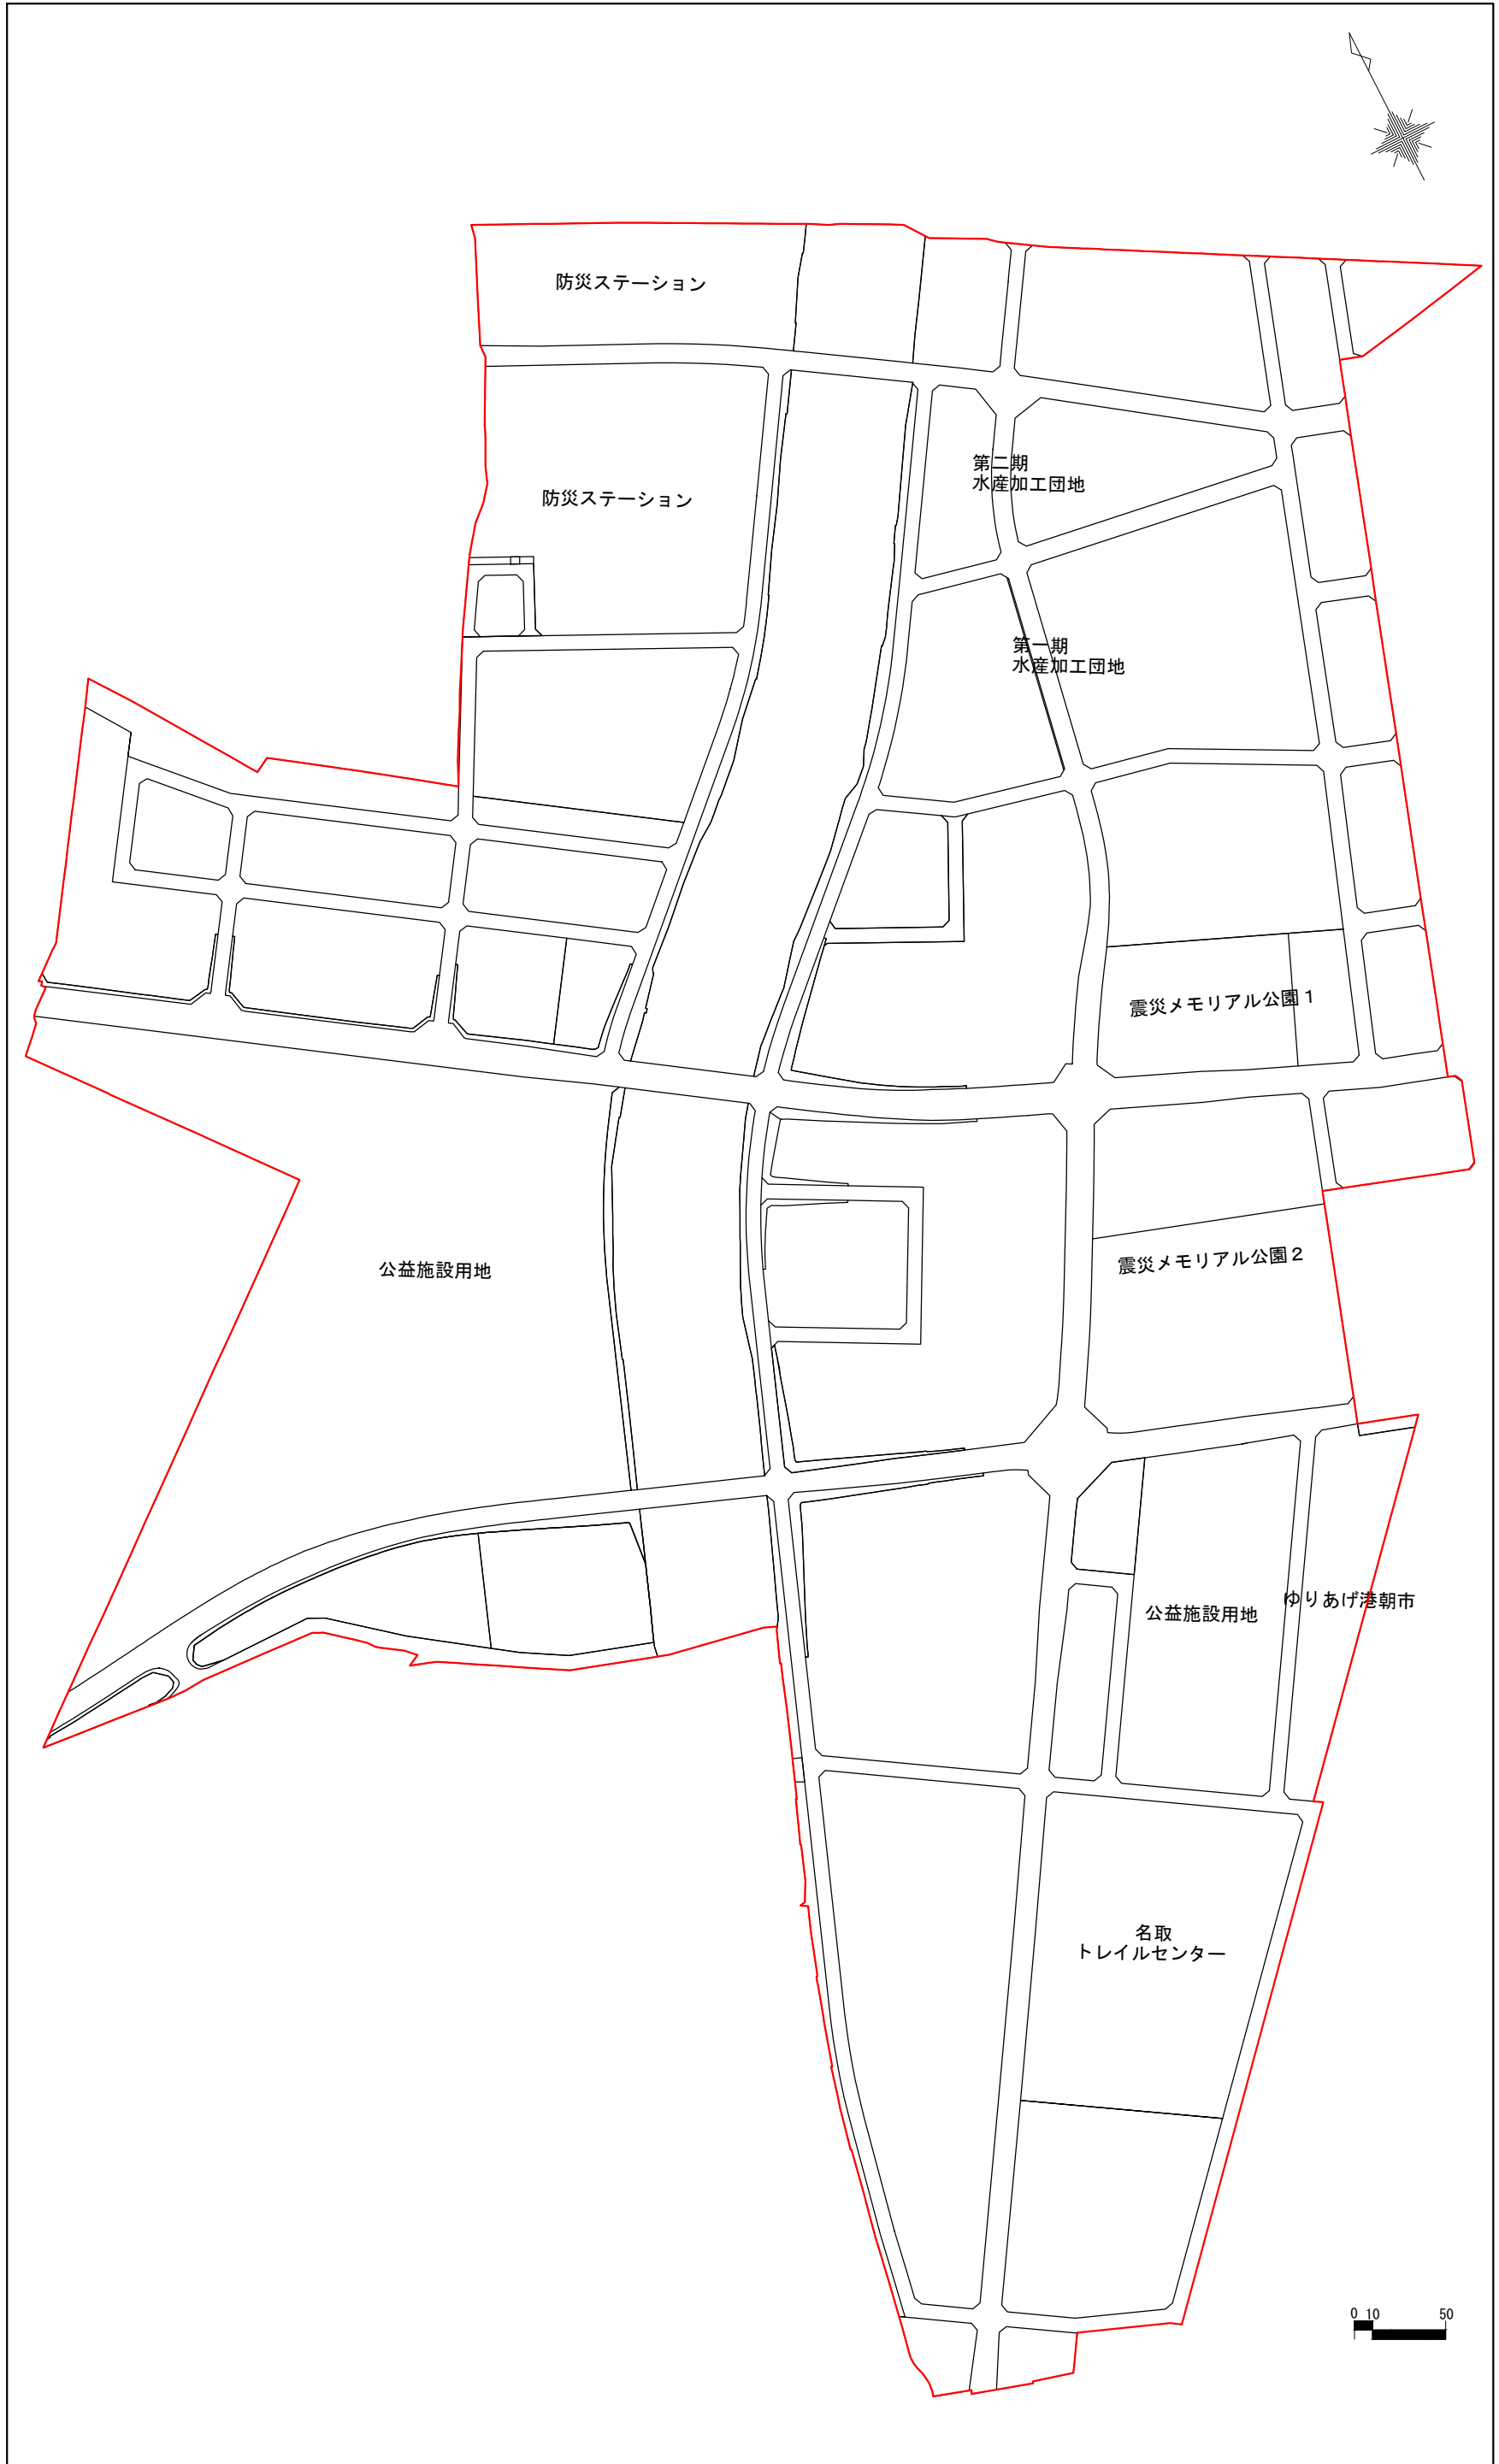 防災ステーション
第二期
水産加工団地
防災ステーション
第一期
水産加工団地
震災メモリアル公園1
震災メモリアル公園2
公益施設用地
ゆりあげ港朝市
公益施設用地
名取
トレイルセンター
0 10 50